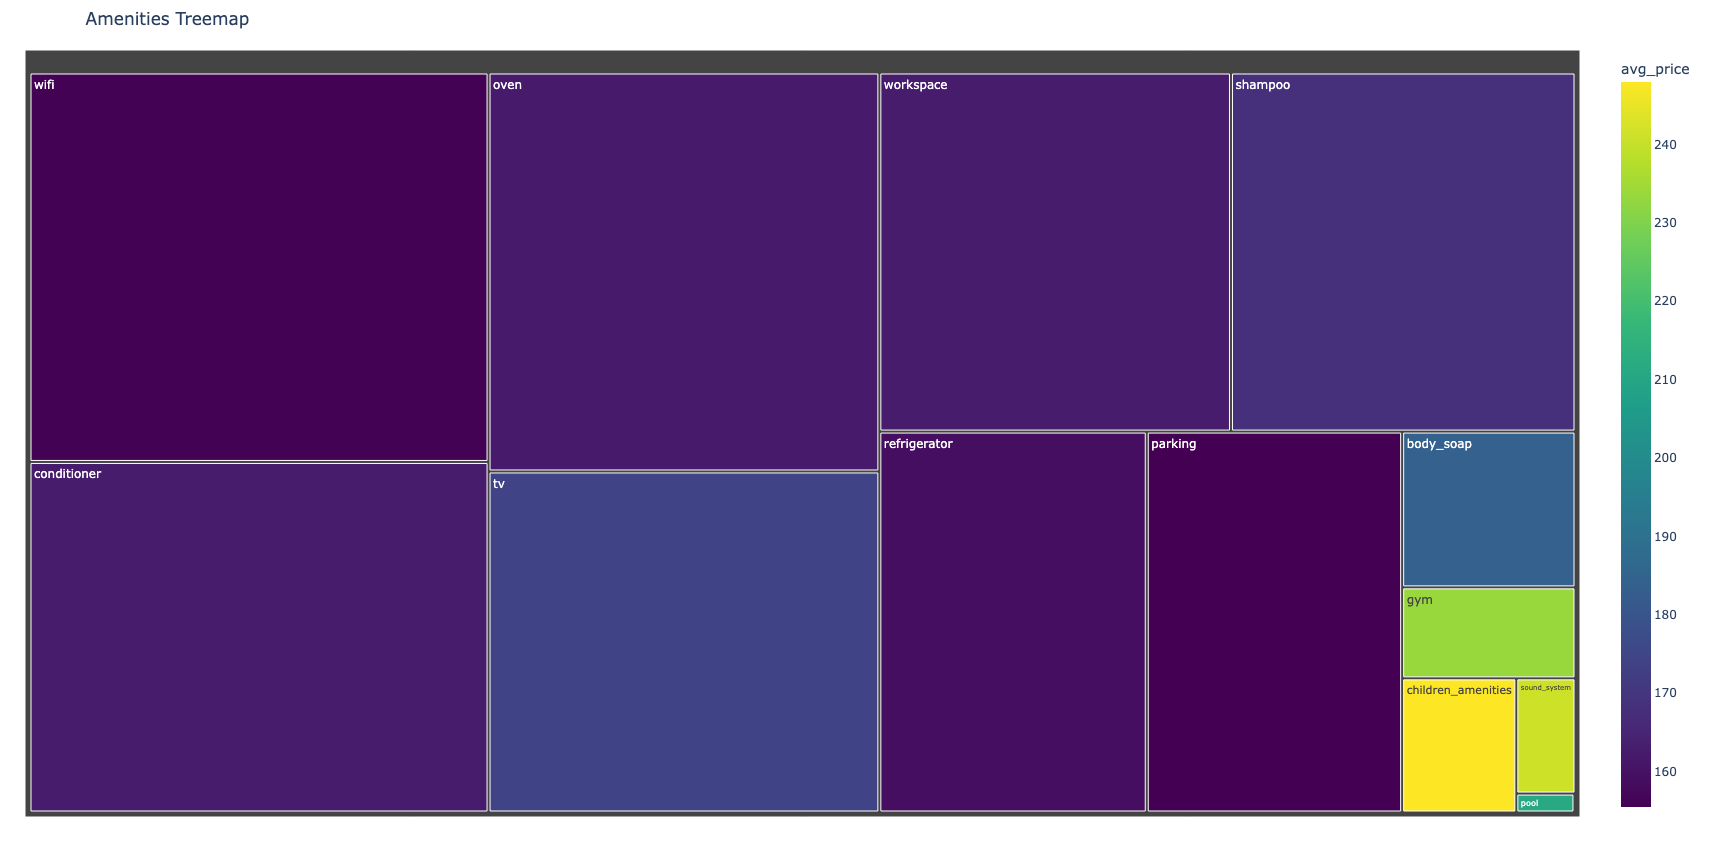 Amenities Treemap
wifi
oven
workspace
shampoo
conditioner
tv
refrigerator
parking
body_soap
gym
children_amenities
sound_system
pool
avg_price
240
230
220
210
200
190
180
170
160